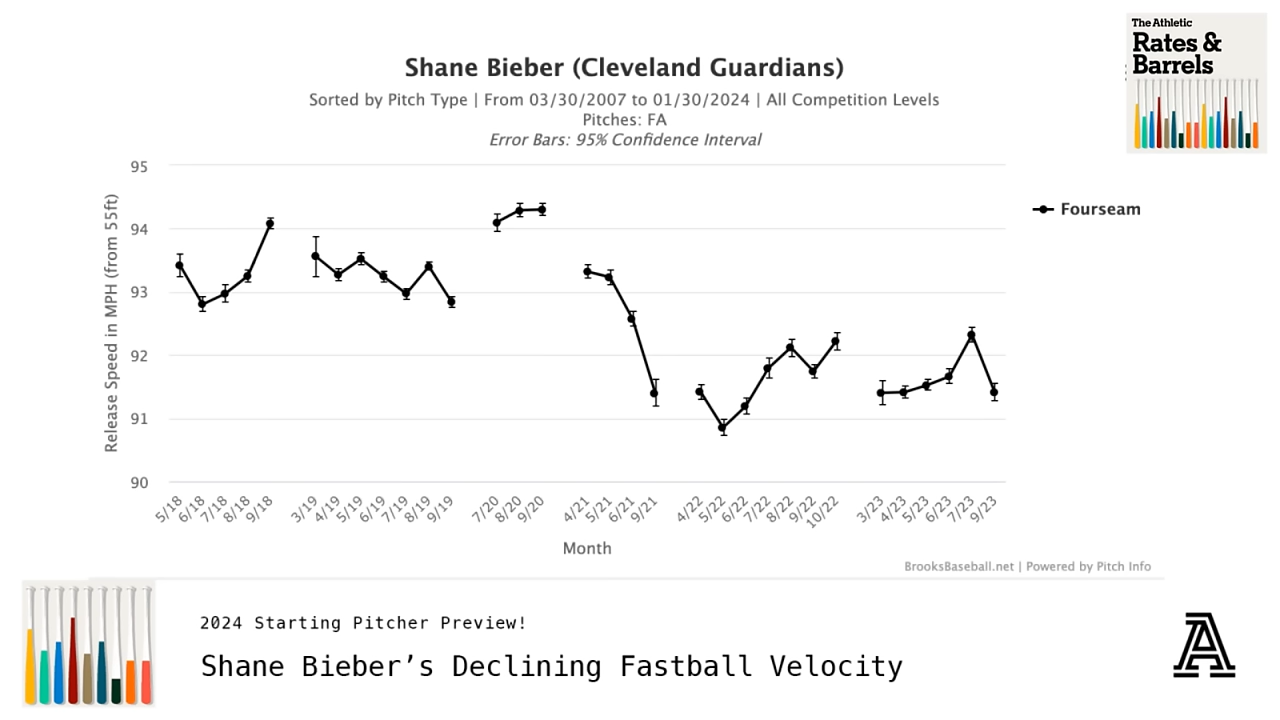 The Athletic
Rates &
Barrels
Shane Bieber (Cleveland Guardians)
Sorted by Pitch Type | From 03/30/2007 to 01/30/2024 | All Competition Levels
Pitches: FA
Error Bars: 95% Confidence Interval
Release Speed in MPH (from 55ft)
95
94
93
92
91
90
Fourseam
5/18
6/18
7/18
8/18
9/18
3/19
4/19
5/19
6/19
7/19
8/19
9/19
7/20
8/20
9/20
4/21
5/21
6/21
9/21
4/22
5/22
6/22
7/22
8/22
9/22
10/22
3/23
4/23
5/23
6/23
7/23
9/23
Month
BrooksBaseball.net | Powered by Pitch Info
2024 Starting Pitcher Preview!
Shane Bieber’s Declining Fastball Velocity
A